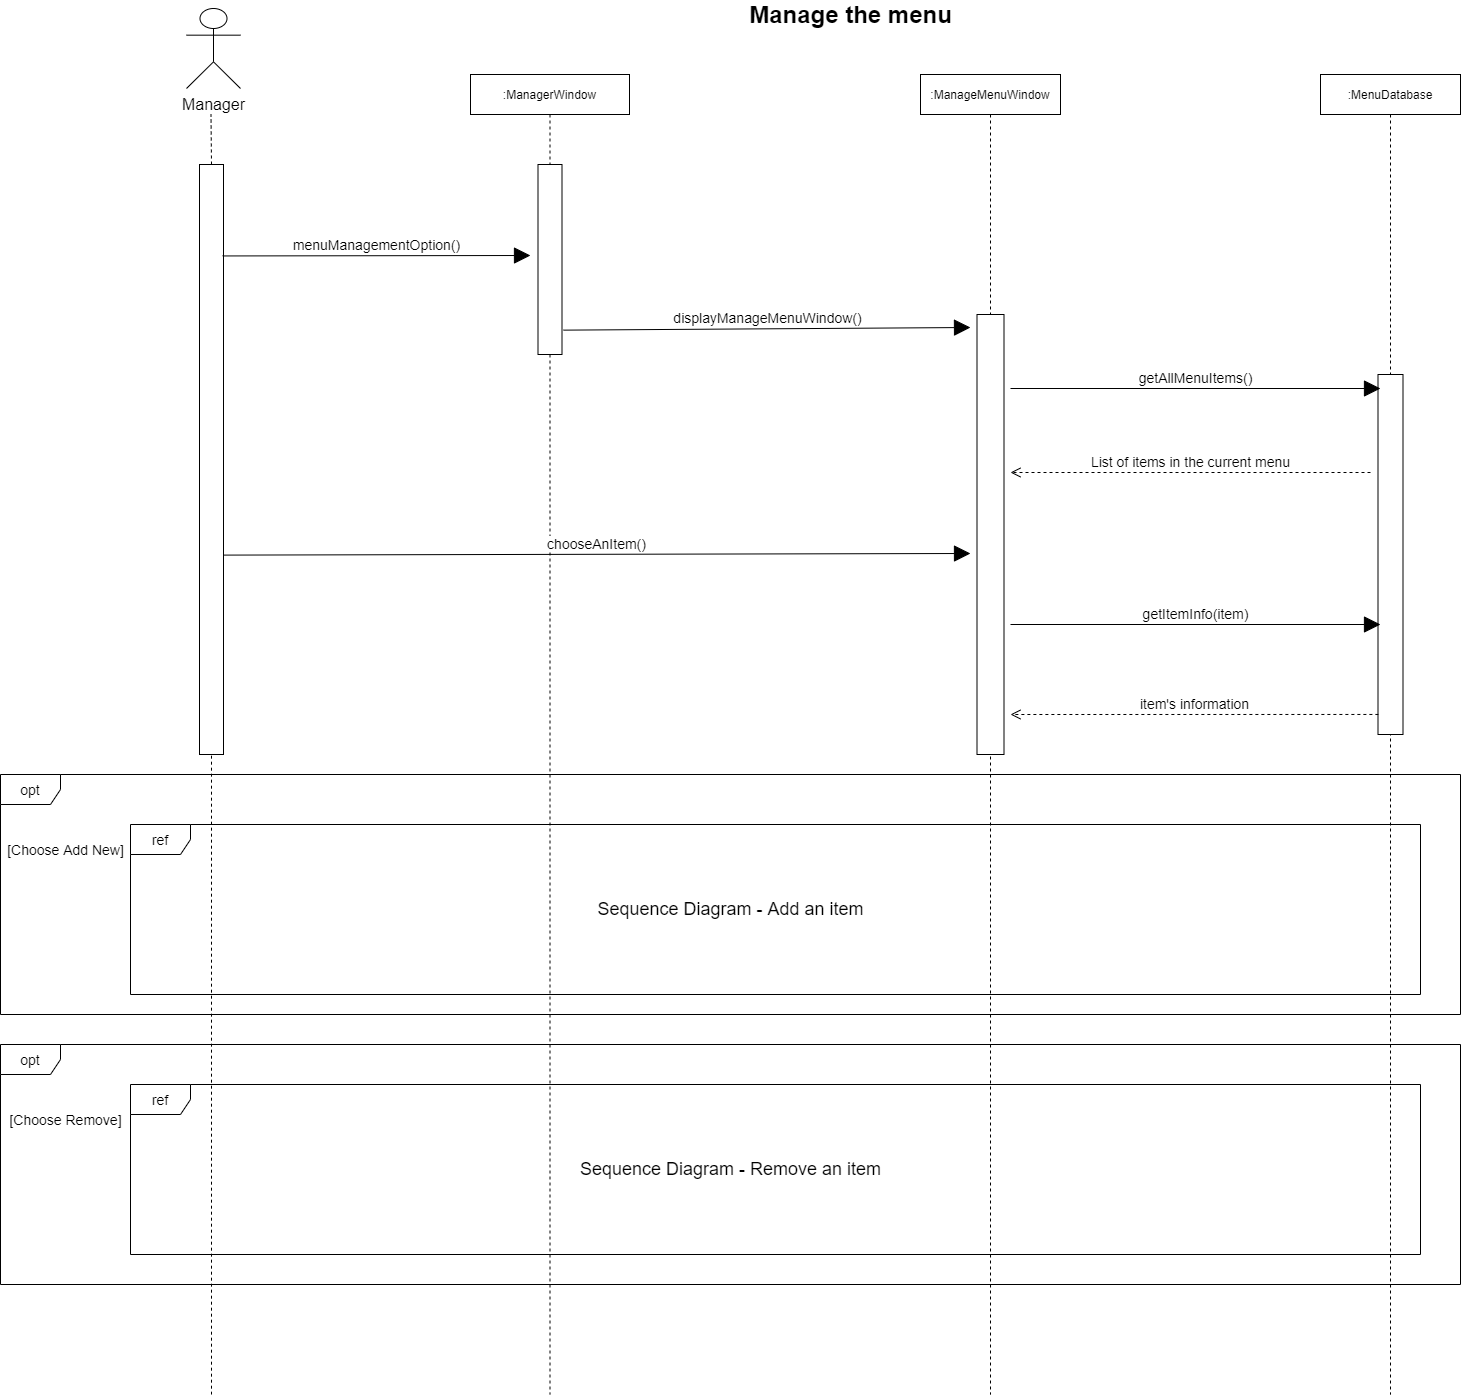 Manage the menu
Manager
:ManagerWindow
:ManageMenuWindow
:MenuDatabase
menuManagementOption()
displayManageMenuWindow()
getAllMenuItems()
List of items in the current menu
chooseAnItem()
getItemInfo(item)
item's information
opt
[Choose Add New]
ref
Sequence Diagram - Add an item
opt
[Choose Remove]
ref
Sequence Diagram - Remove an item